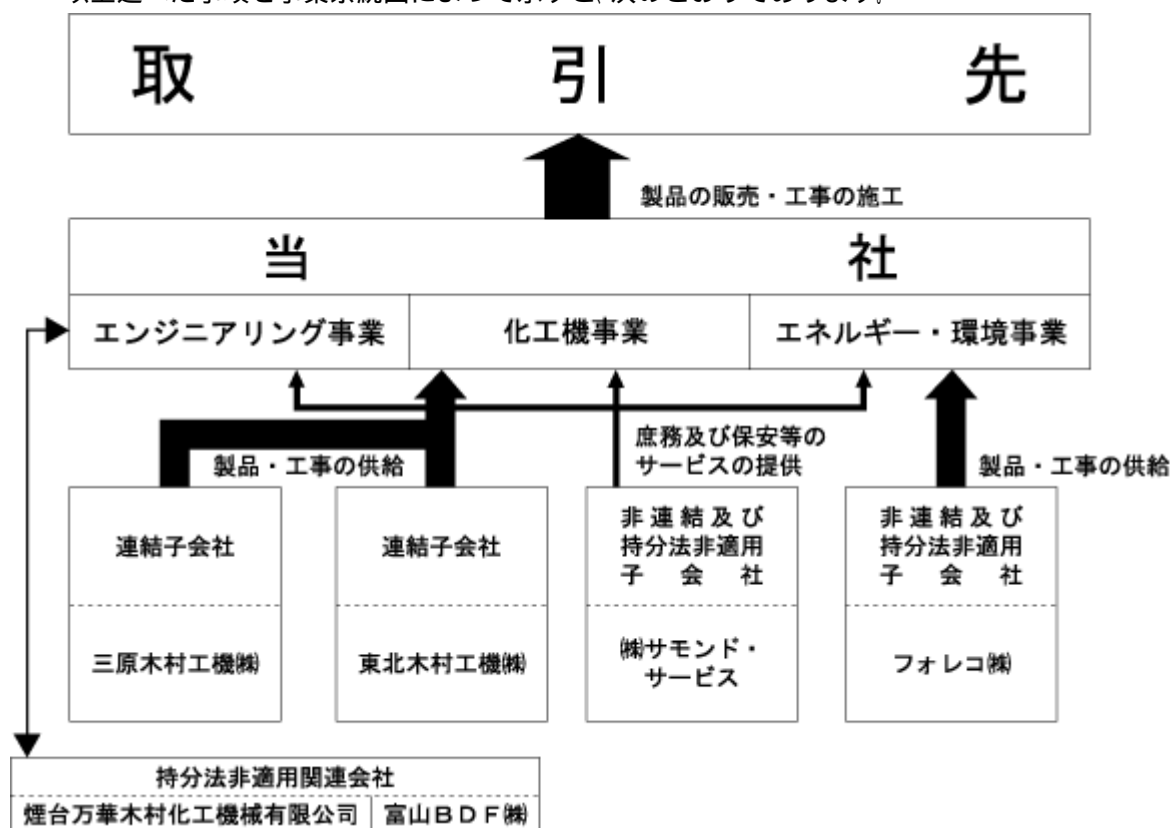 取引先
製品の販売・工事の施工
当社
エンジニアリング事業
化工機事業
エネルギー・環境事業
製品・工事の供給
庶務及び保安等の
サービスの提供
製品・工事の供給
連結子会社
三原木村工機㈱
連結子会社
東北木村工機㈱
非連結及び
持分法非適用
子会社
㈱サモンド・
サービス
非連結及び
持分法非適用
子会社
フォレコ㈱
持分法非適用関連会社
煙台万華木村化工機械有限公司
富山BDF㈱